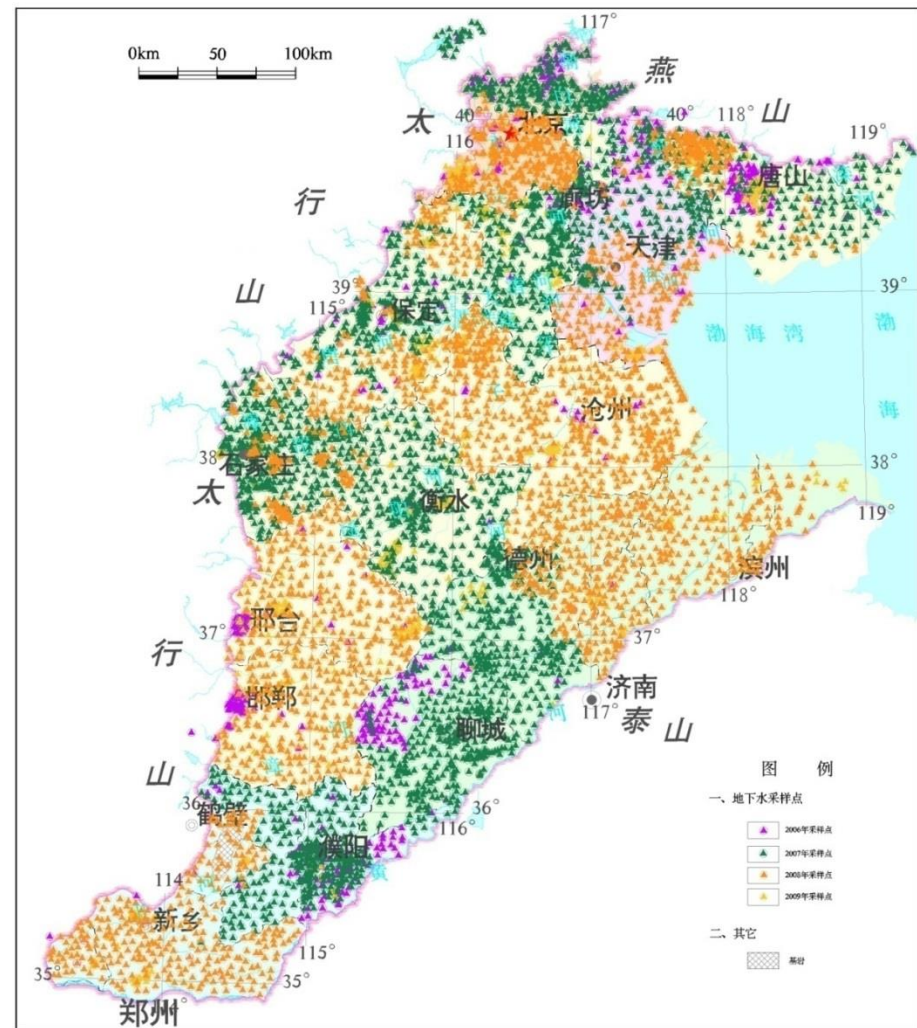 0km 50 100km
117°
燕
山
太
40°
116
北京
40° 118°
119°
行
廊坊
唐山
天津
山
39°
115°
保定
39°
渤海湾
渤
海
沧州
38
石家庄
38°
太
衡水
119°
德州
滨州
118°
邢台
37°
37°
行
邯郸
济南
117°
泰
山
聊城
河
山
36
鹤壁
36°
116°
濮阳
黄
114
新乡
115°
35°
35°
郑州
图 例
一、地下水采样点
2006年采样点
2007年采样点
2008年采样点
2009年采样点
二、其它
基岩